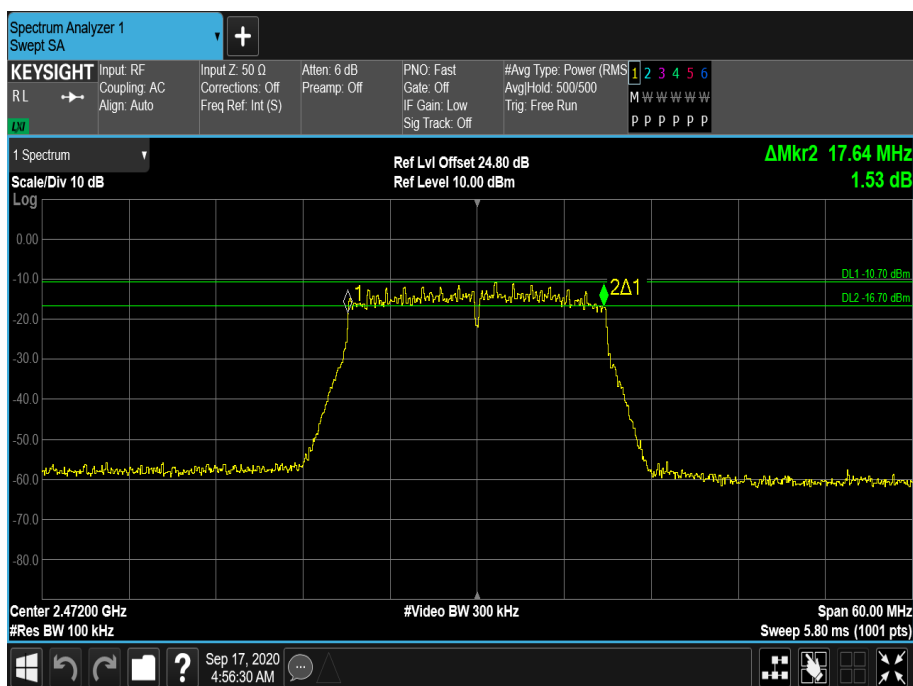 Spectrum Analyzer 1
Swept SA
+
KEYSIGHT Input: RF Input Z: 50 Ω Atten: 6 dB PNO: Fast #Avg Type: Power (RMS 1 2 3 4 5 6
RL Coupling: AC Corrections: Off Preamp: Off Gate: Off Avg|Hold: 500/500 M W W W W W
Align: Auto Freq Ref: Int (S) IF Gain: Low Trig: Free Run
LXI Sig Track: Off P P P P P P
1 Spectrum Ref Lvl Offset 24.80 dB ΔMkr2 17.64 MHz
Scale/Div 10 dB Ref Level 10.00 dBm 1.53 dB
Log
0.00
-10.0 DL1 -10.70 dBm
1 2Δ1
DL2 -16.70 dBm
-20.0
-30.0
-40.0
-50.0
-60.0
-70.0
-80.0
Center 2.47200 GHz #Video BW 300 kHz Span 60.00 MHz
#Res BW 100 kHz Sweep 5.80 ms (1001 pts)
? Sep 17, 2020
4:56:30 AM